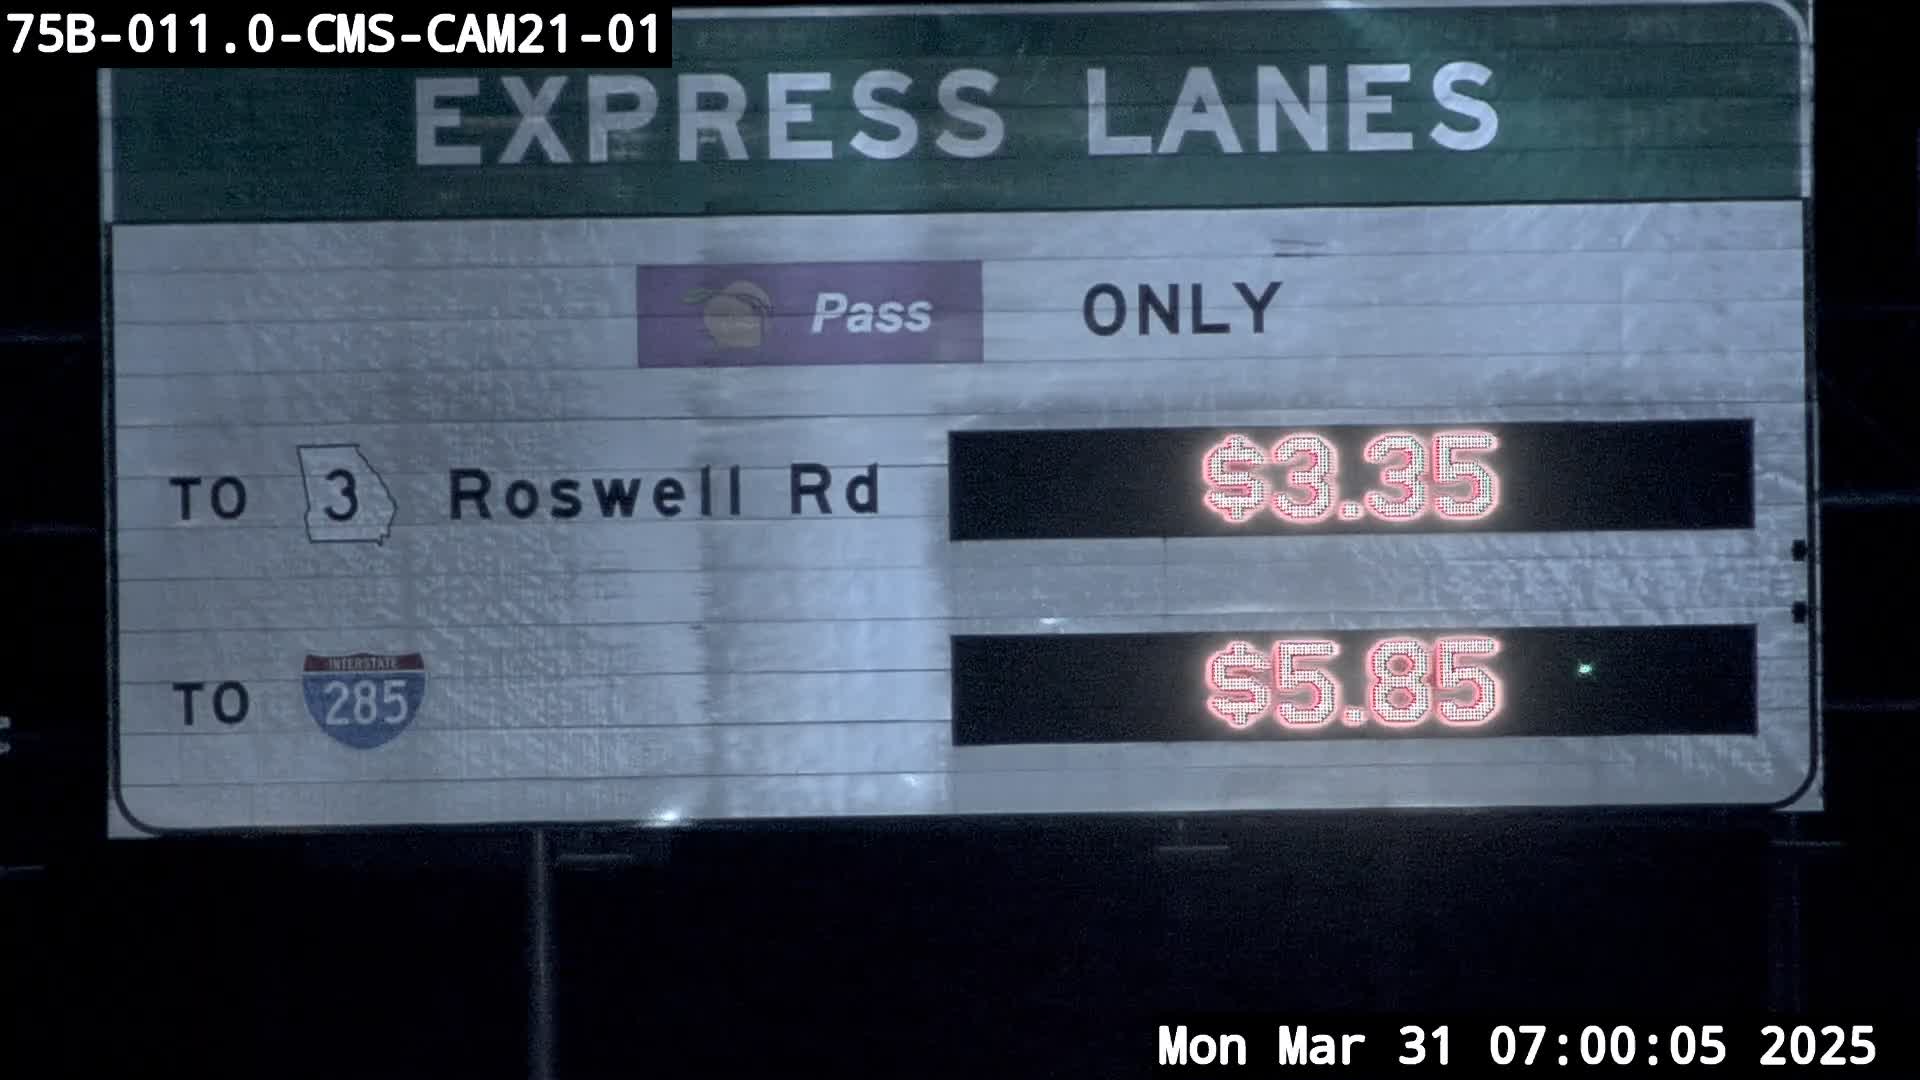 75B-011.0-CMS-CAM21-01
EXPRESS LANES
Pass ONLY
TO 3 Roswell Rd $3.35
TO INTERSTATE 285 $5.85
Mon Mar 31 07:00:05 2025